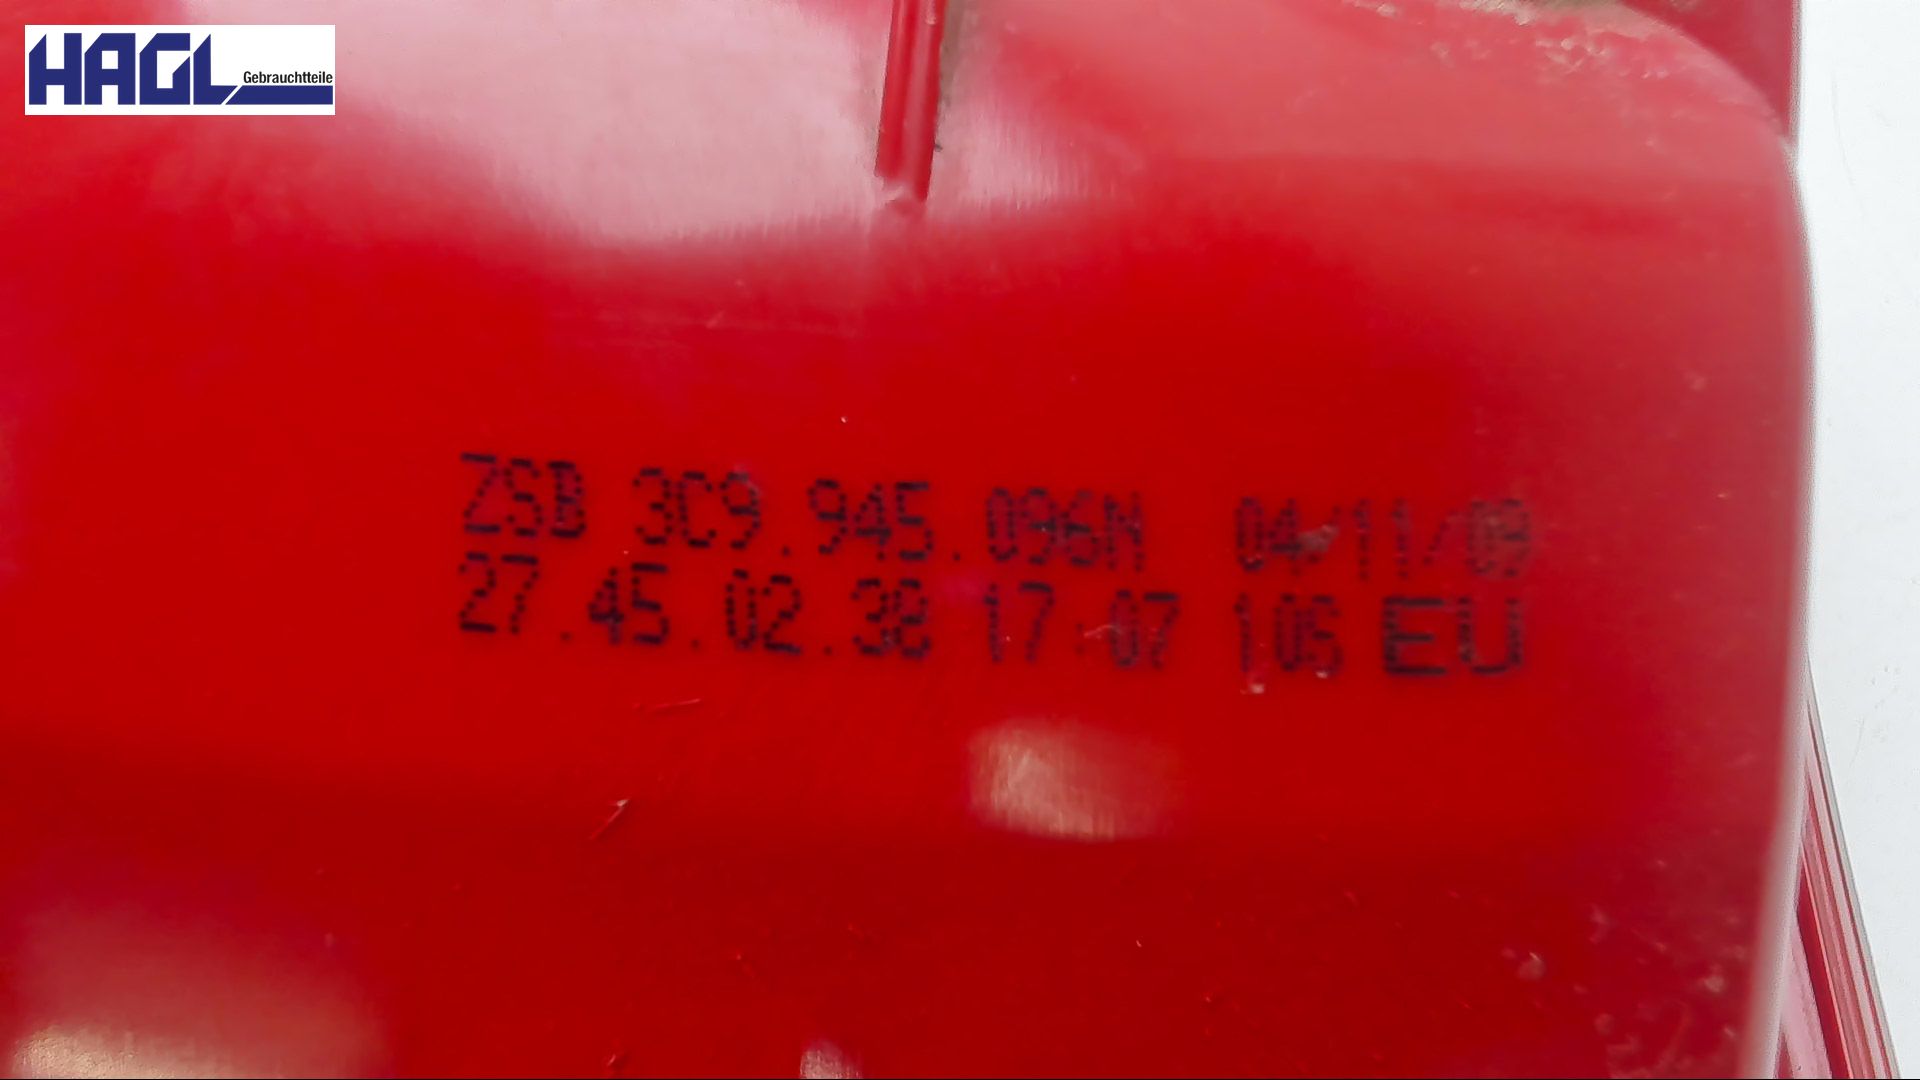 HAGL Gebrauchtteile
ZSB 3C9.945.096N 04/11/09
27.45.02.38 17:07 106 EU